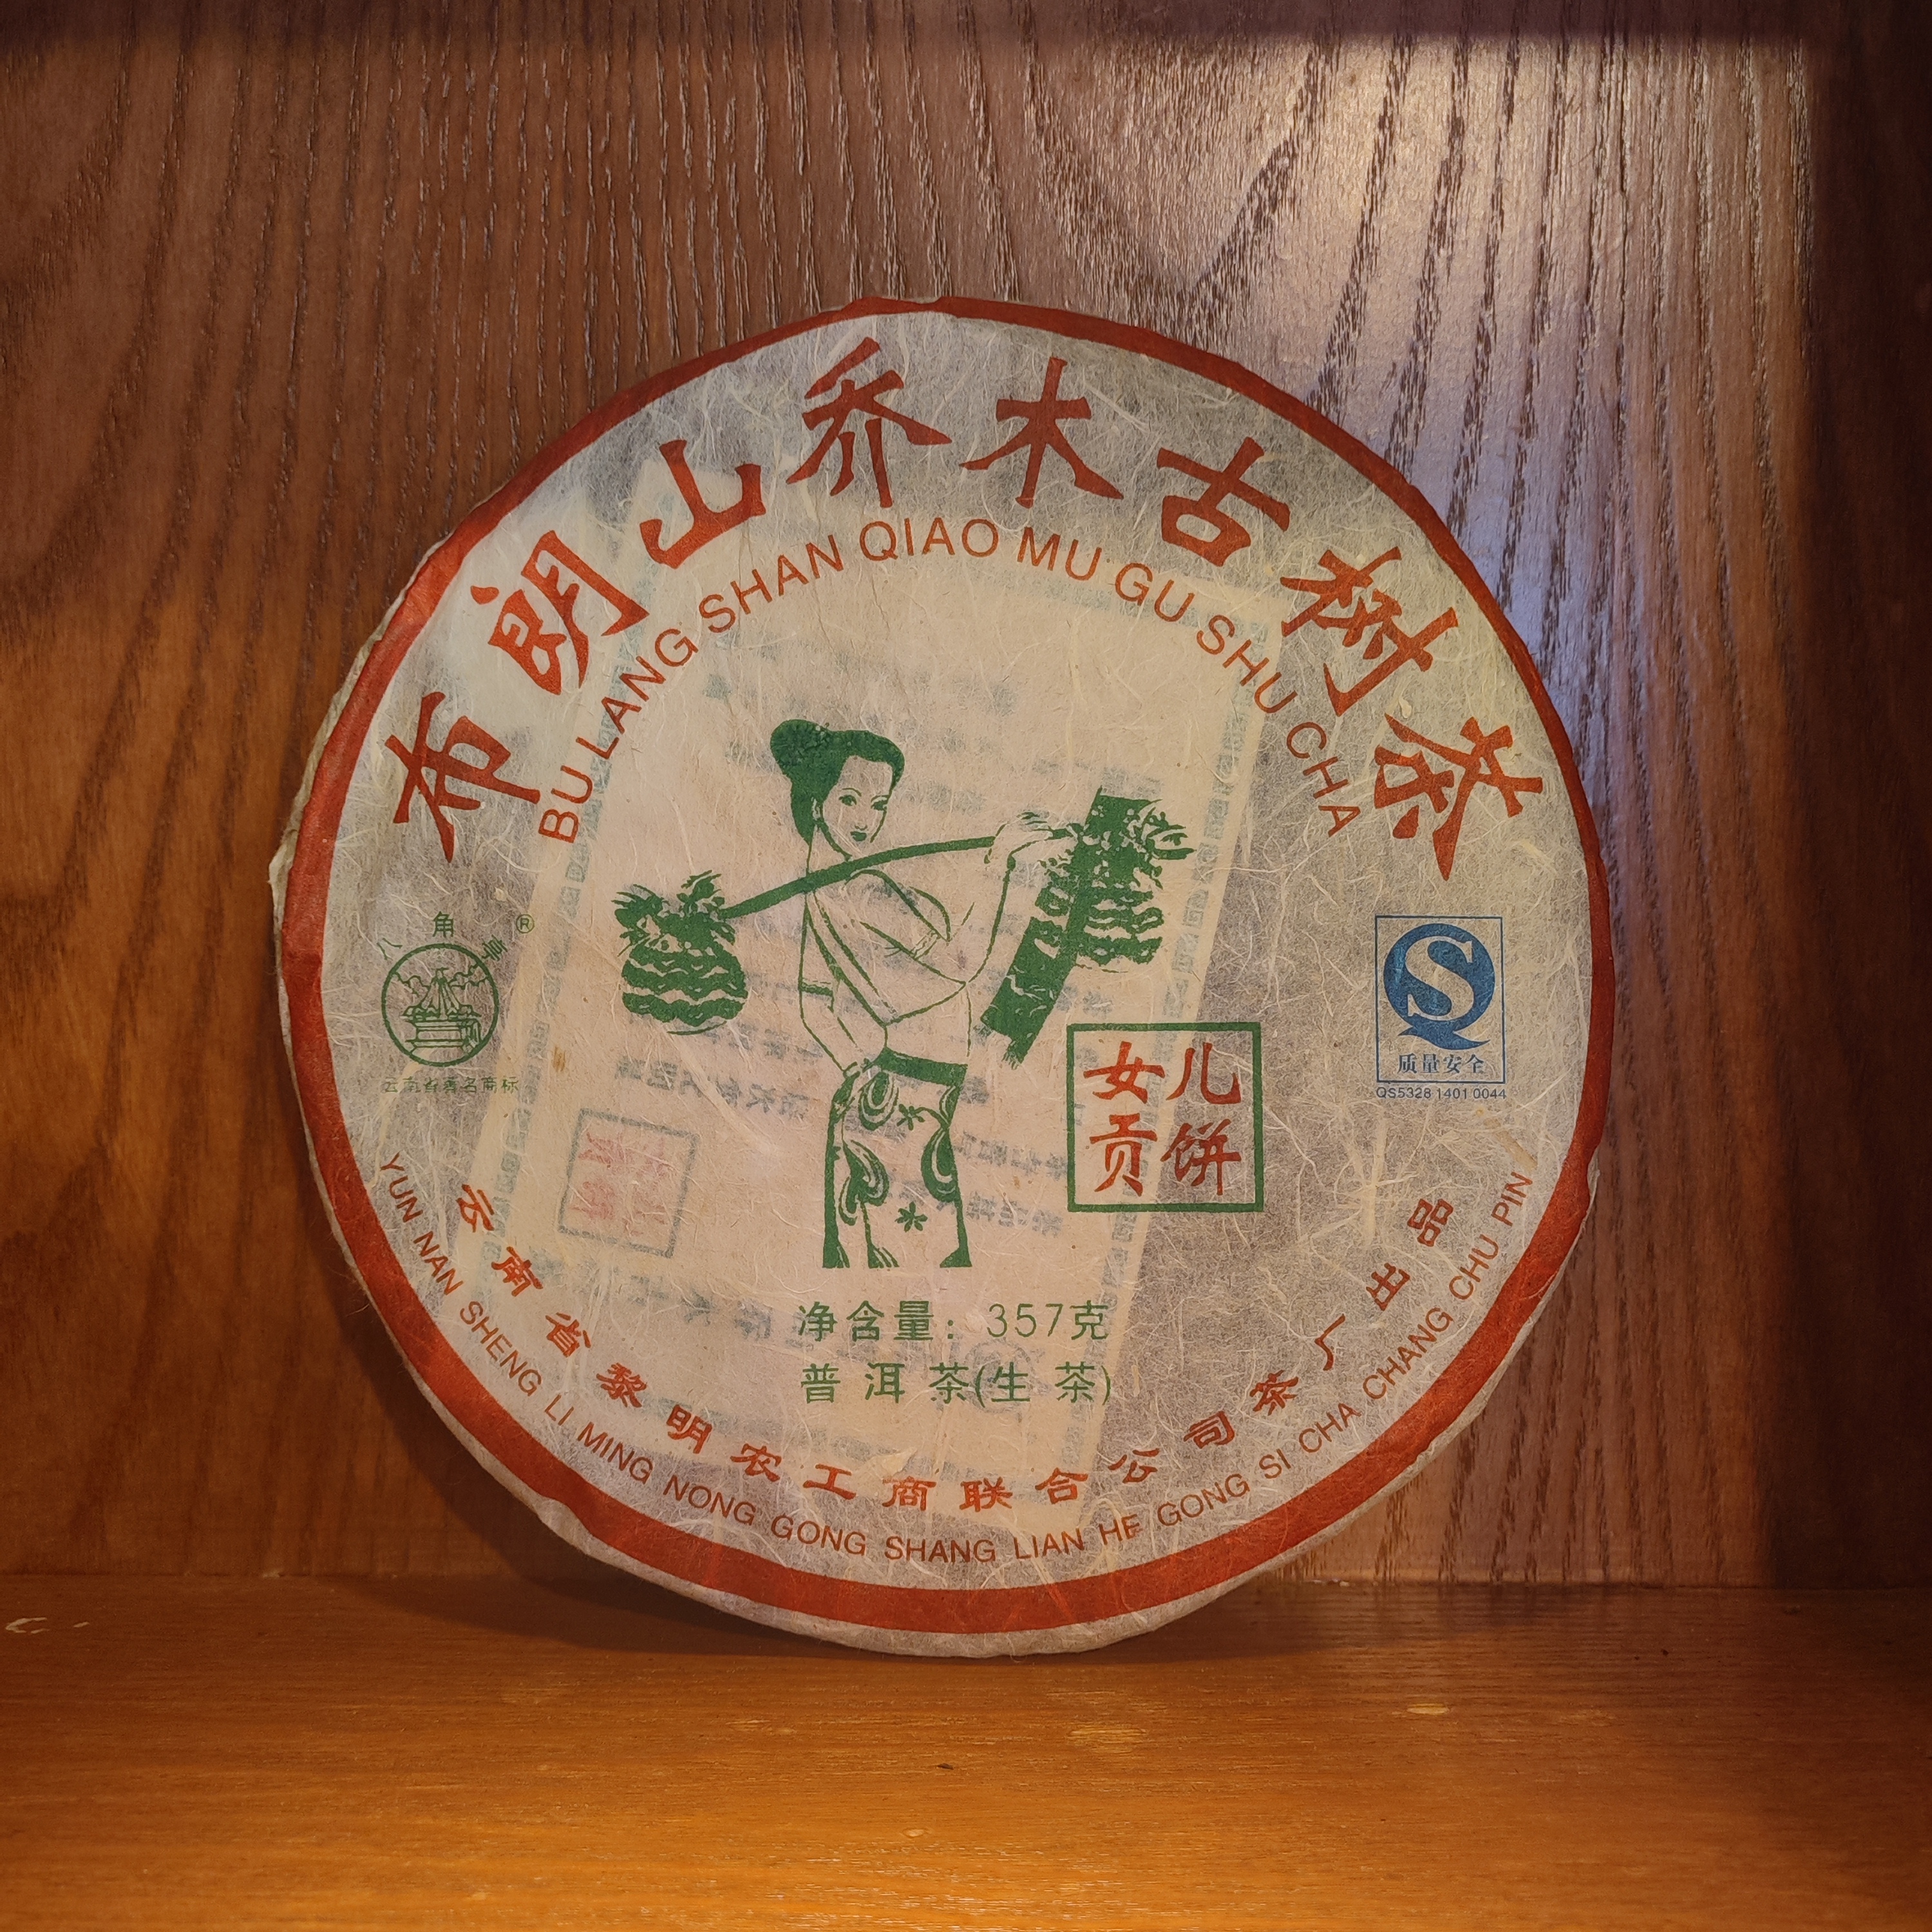 布朗山乔木古树茶
BU LANG SHAN QIAO MU GU SHU CHA
八角亭®
云南省著名商标
质量安全
QS5328 1401 0044
女儿
贡饼
净含量：357克
普洱茶(生茶)
云南省黎明农工商联合公司茶厂出品
YUN NAN SHENG LI MING NONG GONG SHANG LIAN HE GONG SI CHA CHANG CHU PIN